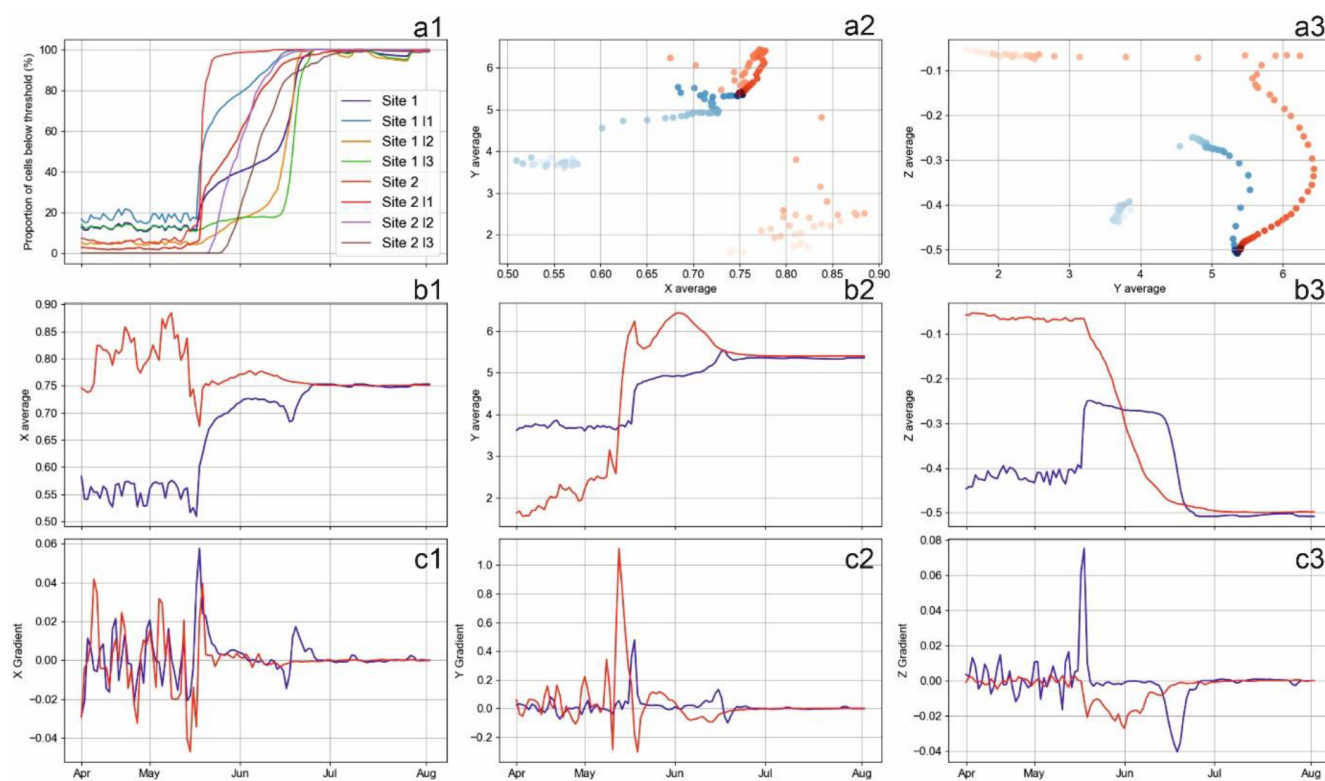 a1
Proportion of cells below threshold (%)
100
80
60
40
20
0
Site 1
Site 1 l1
Site 1 l2
Site 1 l3
Site 2
Site 2 l1
Site 2 l2
Site 2 l3
a2
Y average
6
5
4
3
2
0.50 0.55 0.60 0.65 0.70 0.75 0.80 0.85 0.90
X average
a3
Z average
-0.1
-0.2
-0.3
-0.4
-0.5
2 3 4 5 6
Y average
b1
X average
0.90
0.85
0.80
0.75
0.70
0.65
0.60
0.55
0.50
b2
Y average
6
5
4
3
2
b3
Z average
-0.1
-0.2
-0.3
-0.4
-0.5
c1
X Gradient
0.06
0.04
0.02
0.00
-0.02
-0.04
Apr May Jun Jul Aug
c2
Y Gradient
1.0
0.8
0.6
0.4
0.2
0.0
-0.2
Apr May Jun Jul Aug
c3
Z Gradient
0.08
0.06
0.04
0.02
0.00
-0.02
-0.04
Apr May Jun Jul Aug